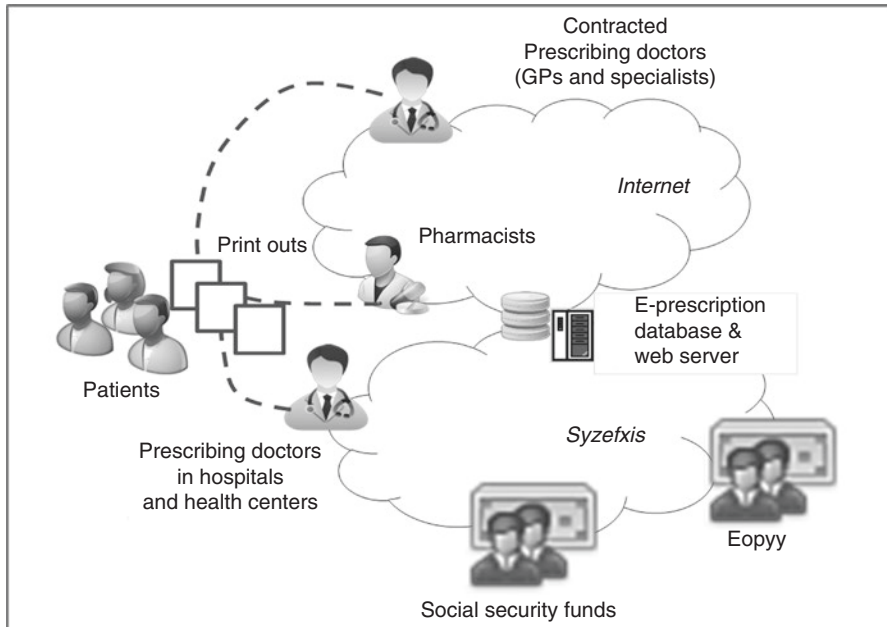 Contracted
Prescribing doctors
(GPs and specialists)
Internet
Print outs
Pharmacists
E-prescription
database &
web server
Patients
Prescribing doctors
in hospitals
and health centers
Syzefxis
Eopyy
Social security funds